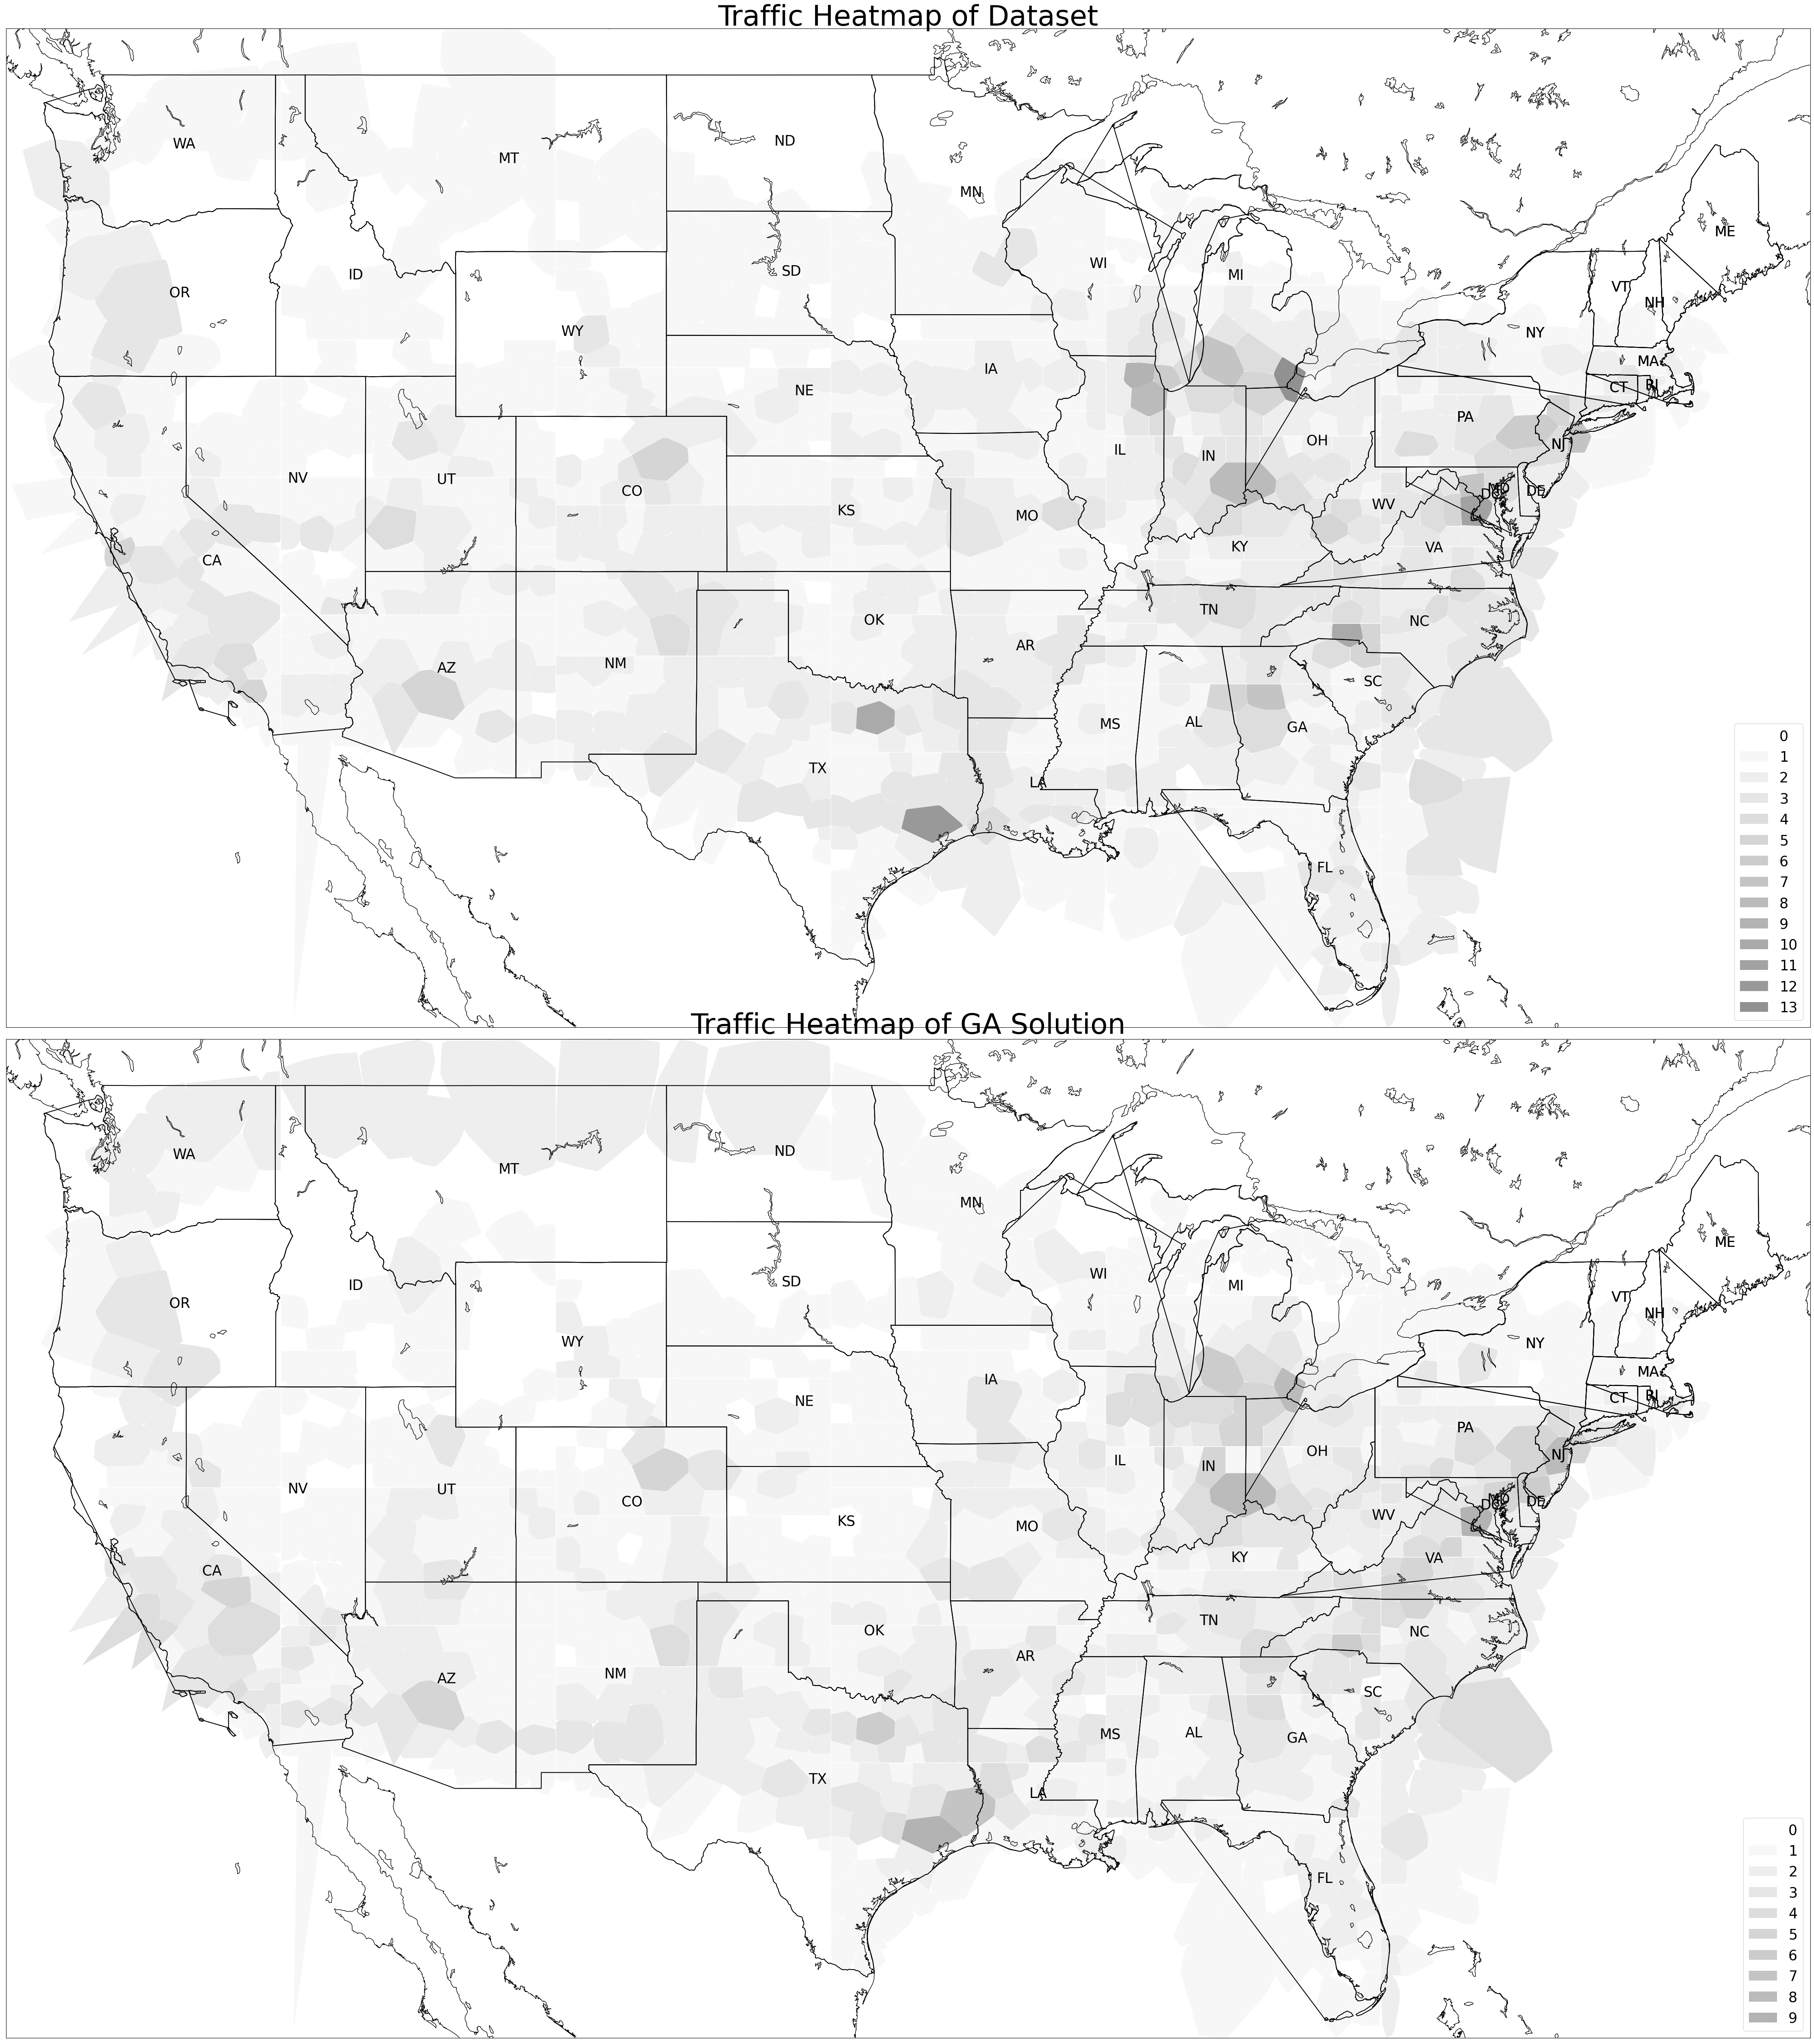 Traffic Heatmap of Dataset
WA
MT
ND
MN
ME
OR
ID
SD
WI
MI
VT
NH
WY
NY
IA
MA
NE
CT
RI
PA
OH
NJ
IL
IN
NV
UT
CO
MD
DC
DE
KS
MO
WV
CA
KY
VA
TN
OK
NC
AR
AZ
NM
SC
MS
AL
GA
TX
LA
FL
0
1
2
3
4
5
6
7
8
9
10
11
12
13
Traffic Heatmap of GA Solution
WA
MT
ND
MN
ME
OR
ID
SD
WI
MI
VT
NH
WY
NY
IA
MA
NE
CT
RI
PA
OH
NJ
IL
IN
NV
UT
CO
MD
DC
DE
KS
MO
WV
CA
KY
VA
TN
OK
NC
AR
AZ
NM
SC
MS
AL
GA
TX
LA
FL
0
1
2
3
4
5
6
7
8
9